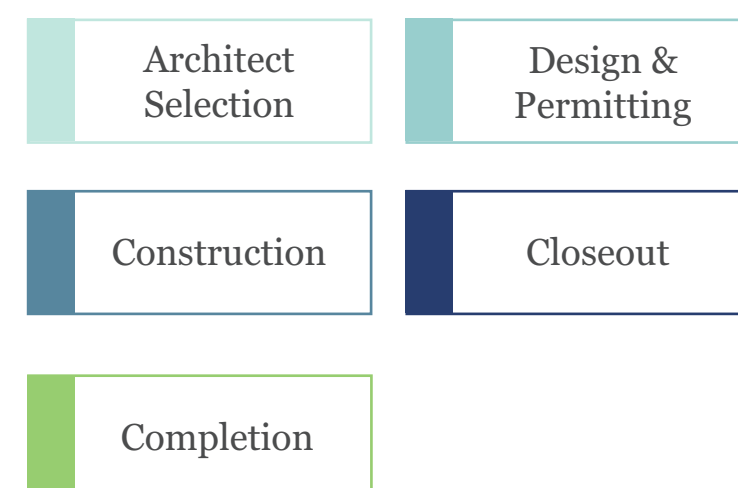 Architect
Selection
Design &
Permitting
Construction
Closeout
Completion